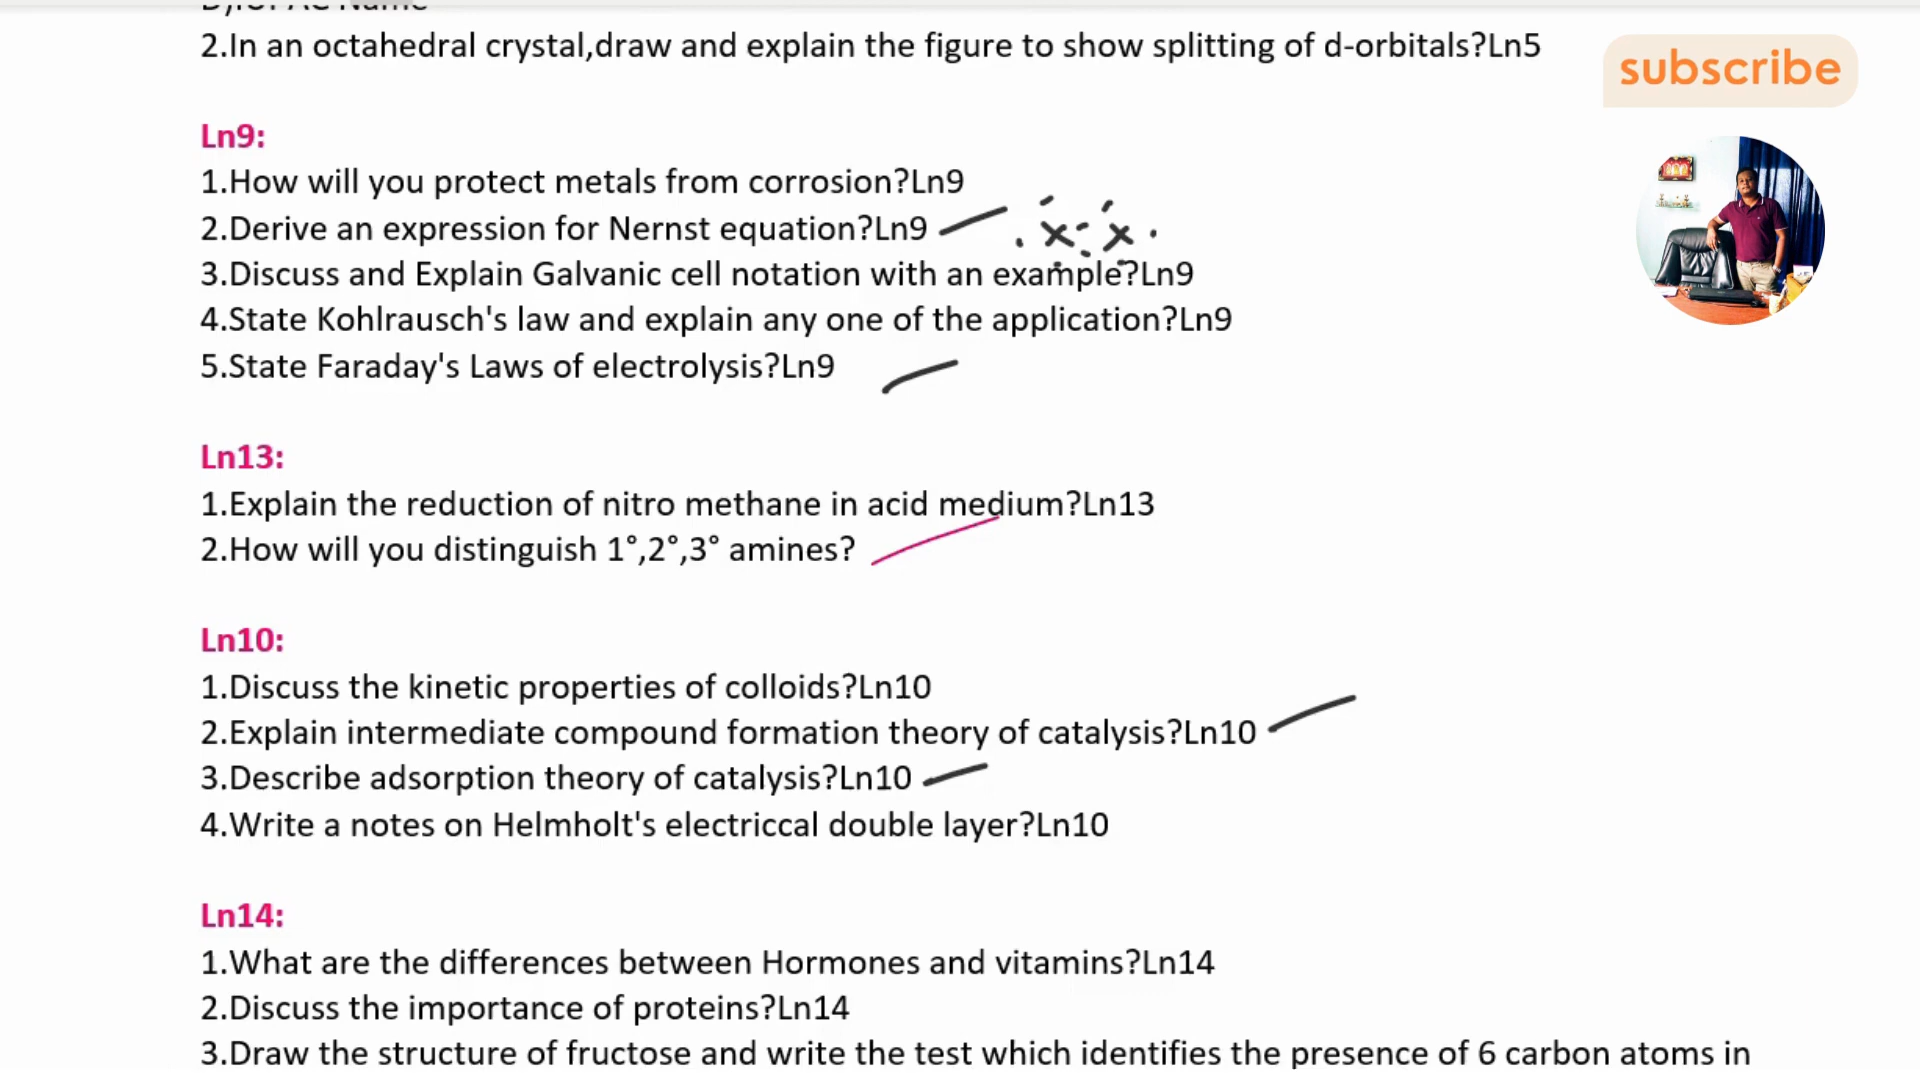 2.In an octahedral crystal,draw and explain the figure to show splitting of d-orbitals?Ln5
subscribe
Ln9:
1.How will you protect metals from corrosion?Ln9
2.Derive an expression for Nernst equation?Ln9
3.Discuss and Explain Galvanic cell notation with an example?Ln9
4.State Kohlrausch's law and explain any one of the application?Ln9
5.State Faraday's Laws of electrolysis?Ln9
Ln13:
1.Explain the reduction of nitro methane in acid medium?Ln13
2.How will you distinguish 1°,2°,3° amines?
Ln10:
1.Discuss the kinetic properties of colloids?Ln10
2.Explain intermediate compound formation theory of catalysis?Ln10
3.Describe adsorption theory of catalysis?Ln10
4.Write a notes on Helmholt's electriccal double layer?Ln10
Ln14:
1.What are the differences between Hormones and vitamins?Ln14
2.Discuss the importance of proteins?Ln14
3.Draw the structure of fructose and write the test which identifies the presence of 6 carbon atoms in